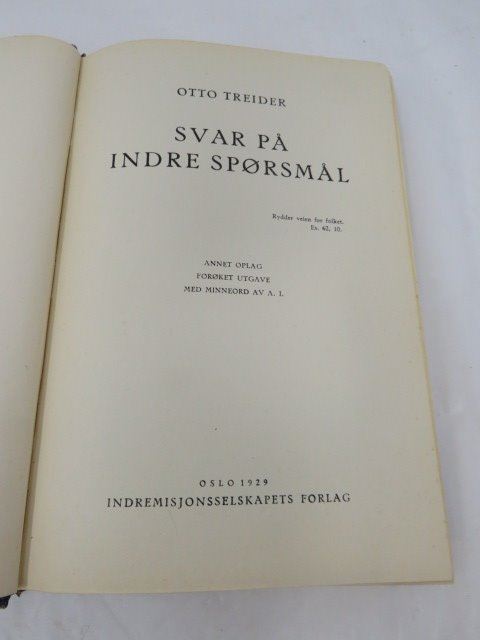 OTTO TREIDER
SVAR PÅ
INDRE SPØRSMÅL
Rydder veien for folket.
Es. 62, 10.
ANNET OPLAG
FORØKET UTGAVE
MED MINNEORD AV A. I.
OSLO 1929
INDREMISJONSSELSKAPETS FORLAG